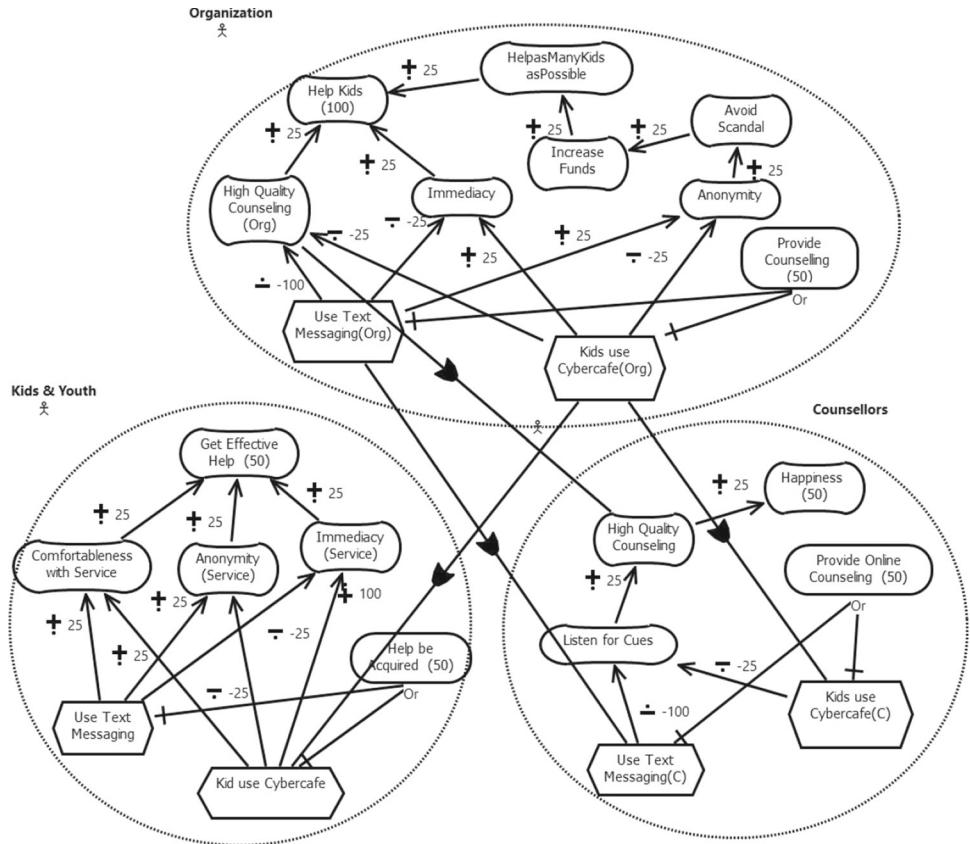 Organization
HelpasManyKids
asPossible
25
Help Kids
(100)
Avoid
Scandal
25
25
25
Increase
Funds
25
25
High Quality
Counseling
(Org)
Immediacy
Anonymity
-25
-25
25
25
-25
Provide
Counselling
(50)
Or
-100
Use Text
Messaging(Org)
Kids use
Cybercafe(Org)
Kids & Youth
Counsellors
Get Effective
Help (50)
25
25
25
Comfortableness
with Service
Anonymity
(Service)
Immediacy
(Service)
25
25
100
25
-25
-25
Help be
Acquired (50)
Or
Use Text
Messaging
Kid use Cybercafe
25
Happiness
(50)
High Quality
Counseling
Provide Online
Counseling (50)
Or
25
Listen for Cues
-25
-100
Kids use
Cybercafe(C)
Use Text
Messaging(C)